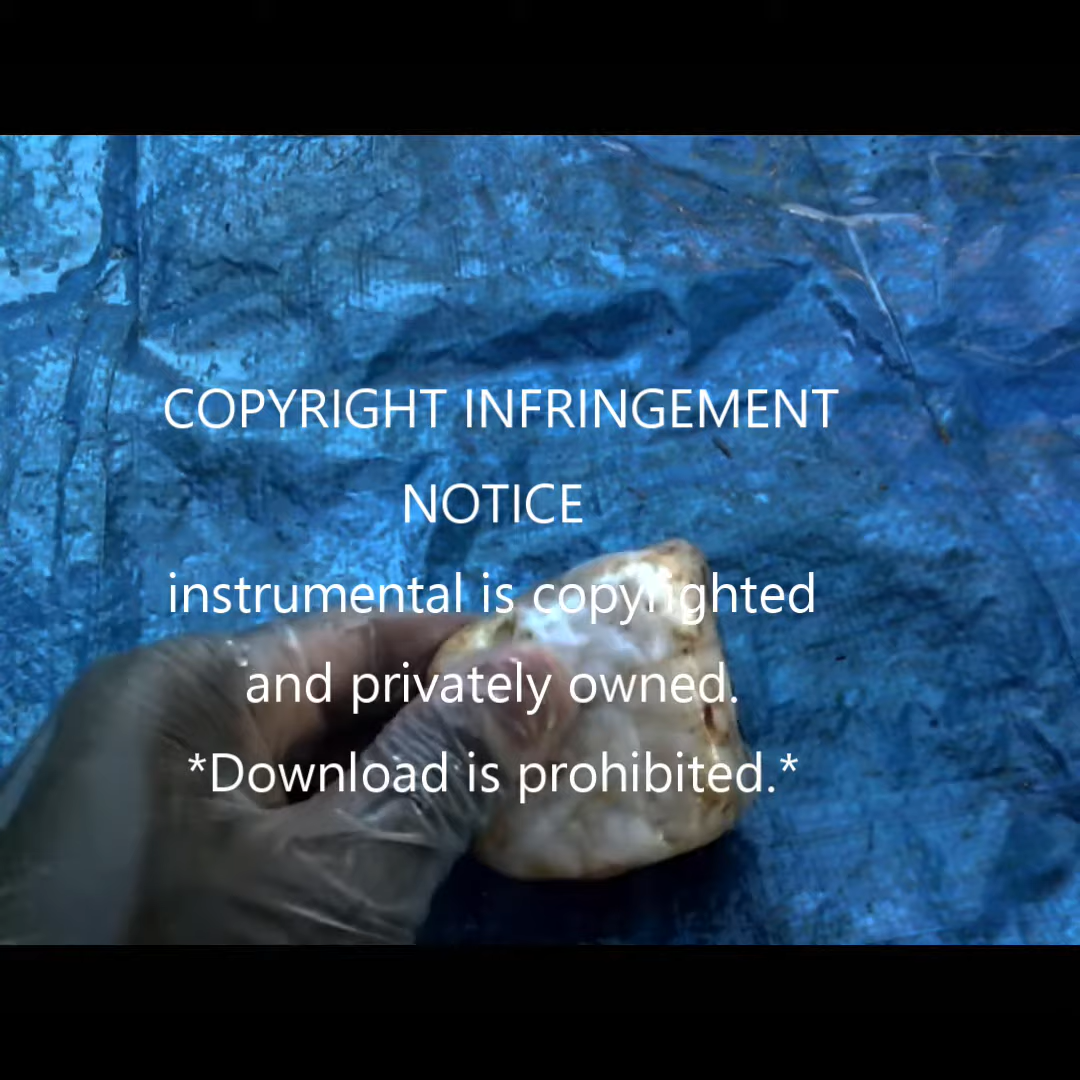 COPYRIGHT INFRINGEMENT
NOTICE
instrumental is copyrighted
and privately owned.
*Download is prohibited.*